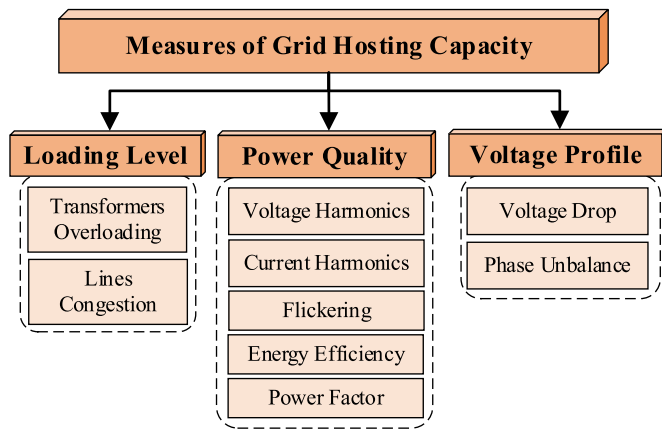 Measures of Grid Hosting Capacity
Loading Level
Transformers
Overloading
Lines
Congestion
Power Quality
Voltage Harmonics
Current Harmonics
Flickering
Energy Efficiency
Power Factor
Voltage Profile
Voltage Drop
Phase Unbalance